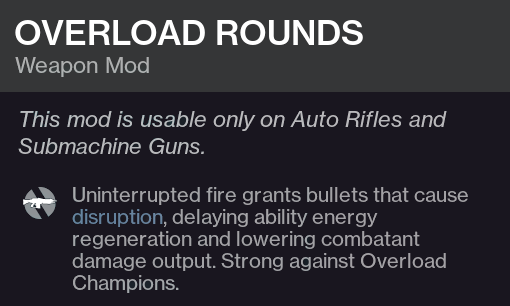 OVERLOAD ROUNDS
Weapon Mod
This mod is usable only on Auto Rifles and
Submachine Guns.
Uninterrupted fire grants bullets that cause
disruption, delaying ability energy
regeneration and lowering combatant
damage output. Strong against Overload
Champions.